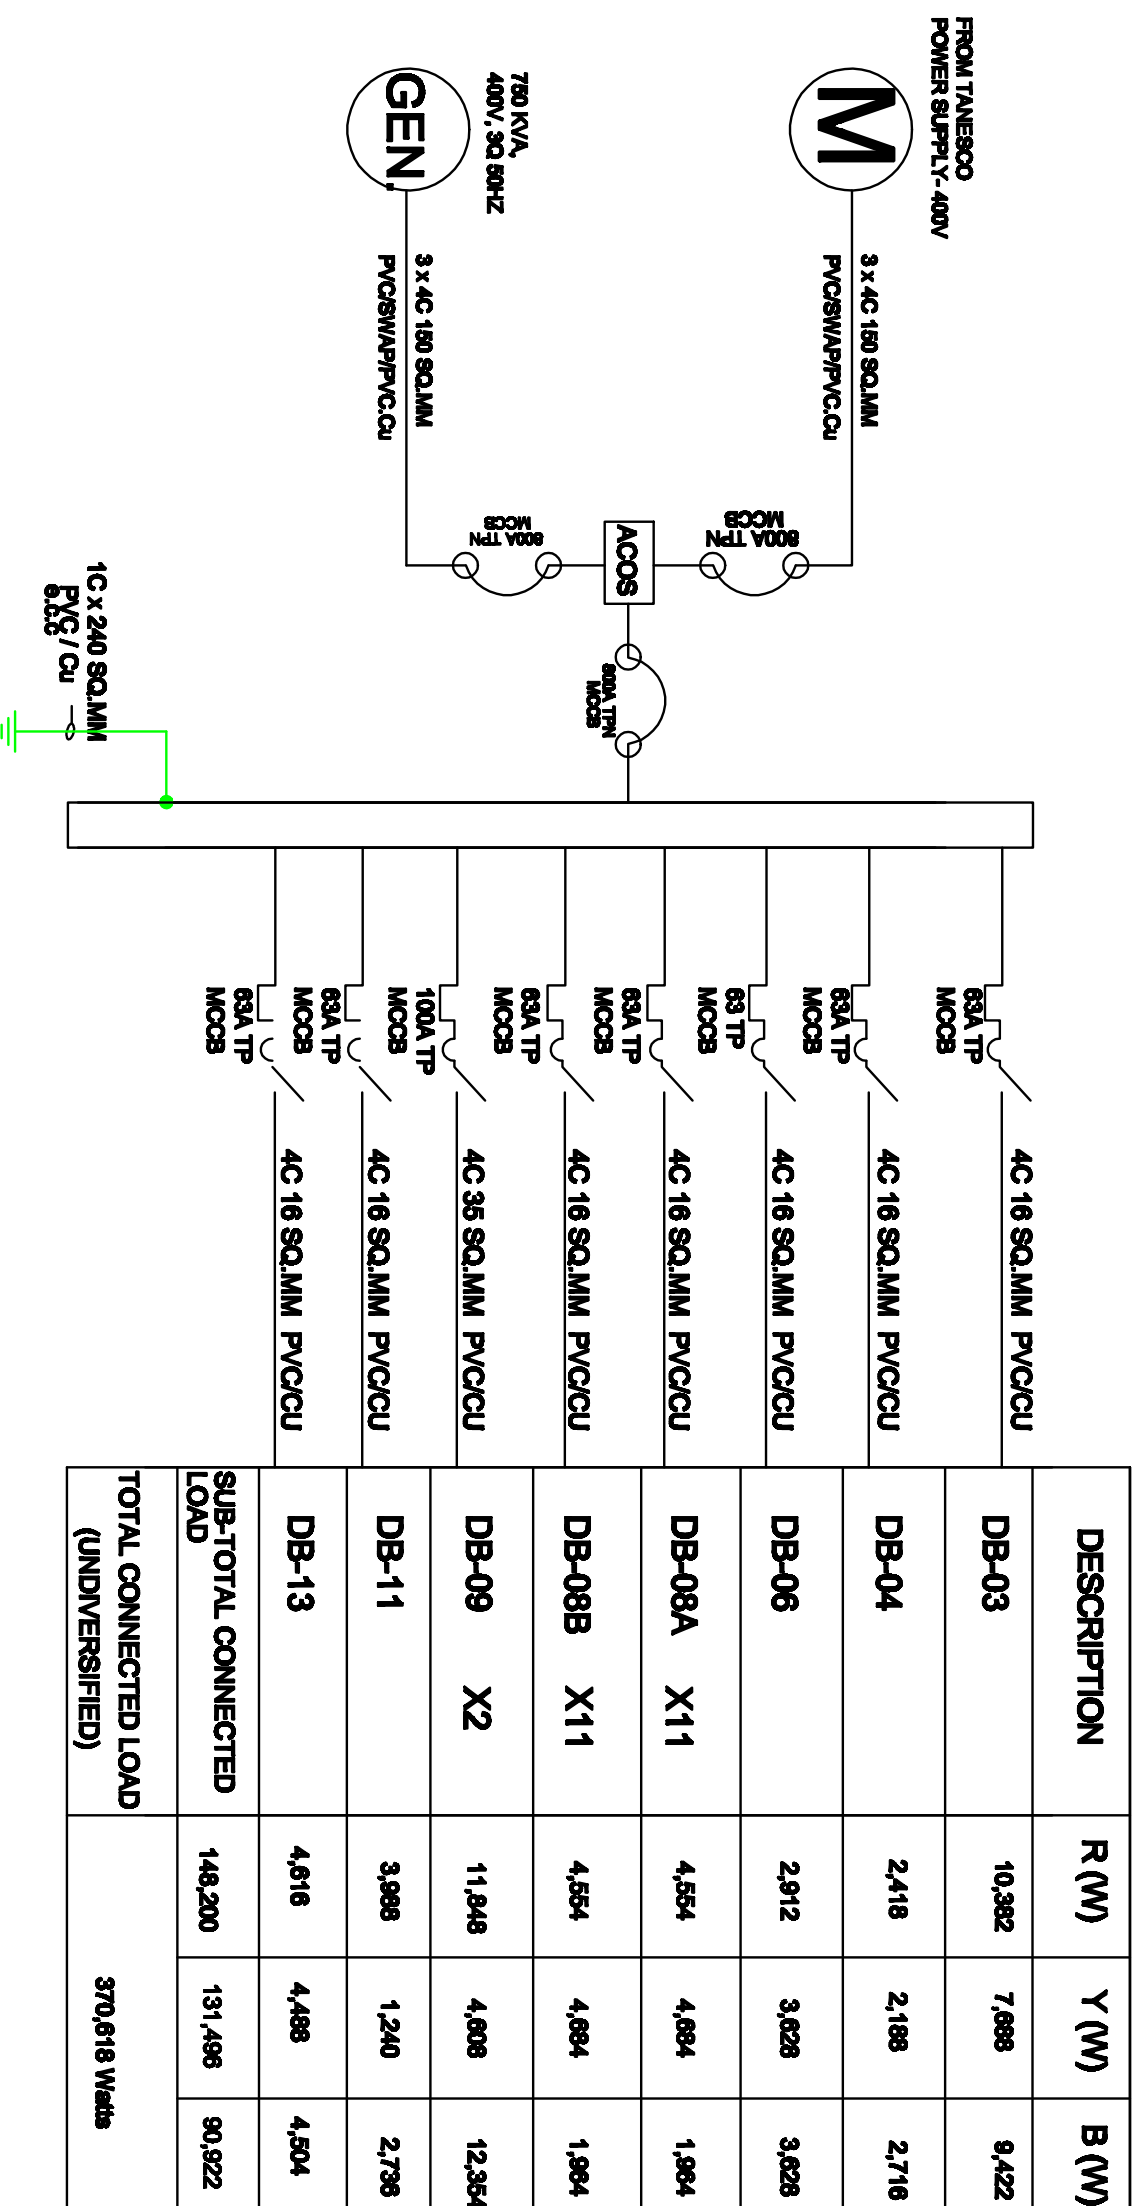 FROM TANESCO
POWER SUPPLY- 400V
M
3 x 4C 150 SQ.MM
PVC/SWAP/PVC.Cu
750 KVA,
400V, 3Q 50HZ
GEN.
3 x 4C 150 SQ.MM
PVC/SWAP/PVC.Cu
800A TPN
MCCB
ACOS
800A TPN
MCCB
800A TPN
MCCB
1C x 240 SQ.MM
PVC / Cu
e.c.c
63A TP
MCCB
4C 16 SQ.MM PVC/CU
63A TP
MCCB
4C 16 SQ.MM PVC/CU
63 TP
MCCB
4C 16 SQ.MM PVC/CU
63A TP
MCCB
4C 16 SQ.MM PVC/CU
63A TP
MCCB
4C 16 SQ.MM PVC/CU
100A TP
MCCB
4C 35 SQ.MM PVC/CU
63A TP
MCCB
4C 16 SQ.MM PVC/CU
63A TP
MCCB
4C 16 SQ.MM PVC/CU
DESCRIPTION R (W) Y (W) B (W)
DB-03 10,382 7,688 9,422
DB-04 2,418 2,188 2,716
DB-06 2,912 3,628 3,628
DB-08A X11 4,554 4,684 1,964
DB-08B X11 4,554 4,684 1,964
DB-09 X2 11,848 4,608 12,354
DB-11 3,988 1,240 2,736
DB-13 4,616 4,488 4,504
SUB-TOTAL CONNECTED
LOAD 148,200 131,496 90,922
TOTAL CONNECTED LOAD
(UNDIVERSIFIED) 370,618 Watts